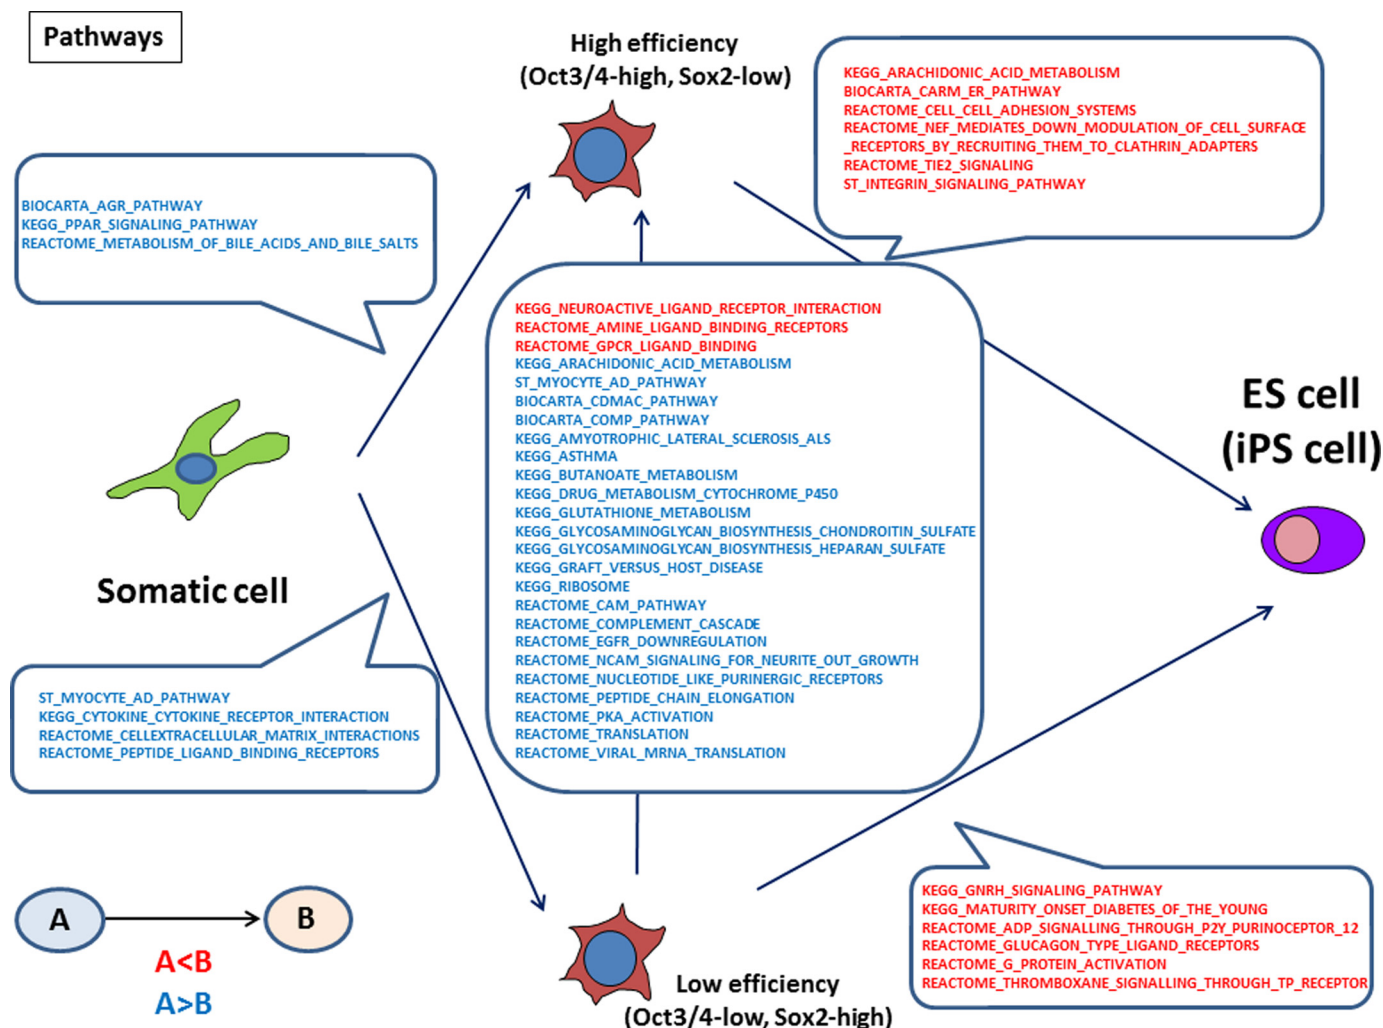 Pathways
High efficiency
(Oct3/4-high, Sox2-low)
KEGG_ARACHIDONIC_ACID_METABOLISM
BIOCARTA_CARM_ER_PATHWAY
REACTOME_CELL_CELL_ADHESION_SYSTEMS
REACTOME_NEF_MEDIATES_DOWN_MODULATION_OF_CELL_SURFACE
_RECEPTORS_BY_RECRUITING_THEM_TO_CLATHRIN_ADAPTERS
REACTOME_TIE2_SIGNALING
ST_INTEGRIN_SIGNALING_PATHWAY
BIOCARTA_AGR_PATHWAY
KEGG_PPAR_SIGNALING_PATHWAY
REACTOME_METABOLISM_OF_BILE_ACIDS_AND_BILE_SALTS
KEGG_NEUROACTIVE_LIGAND_RECEPTOR_INTERACTION
REACTOME_AMINE_LIGAND_BINDING_RECEPTORS
REACTOME_GPCR_LIGAND_BINDING
KEGG_ARACHIDONIC_ACID_METABOLISM
ST_MYOCYTE_AD_PATHWAY
BIOCARTA_CDMAC_PATHWAY
BIOCARTA_COMP_PATHWAY
KEGG_AMYOTROPHIC_LATERAL_SCLEROSIS_ALS
KEGG_ASTHMA
KEGG_BUTANOATE_METABOLISM
KEGG_DRUG_METABOLISM_CYTOCHROME_P450
KEGG_GLUTATHIONE_METABOLISM
KEGG_GLYCOSAMINOGLYCAN_BIOSYNTHESIS_CHONDROITIN_SULFATE
KEGG_GLYCOSAMINOGLYCAN_BIOSYNTHESIS_HEPARAN_SULFATE
KEGG_GRAFT_VERSUS_HOST_DISEASE
KEGG_RIBOSOME
REACTOME_CAM_PATHWAY
REACTOME_COMPLEMENT_CASCADE
REACTOME_EGFR_DOWNREGULATION
REACTOME_NCAM_SIGNALING_FOR_NEURITE_OUT_GROWTH
REACTOME_NUCLEOTIDE_LIKE_PURINERGIC_RECEPTORS
REACTOME_PEPTIDE_CHAIN_ELONGATION
REACTOME_PKA_ACTIVATION
REACTOME_TRANSLATION
REACTOME_VIRAL_MRNA_TRANSLATION
ES cell
(iPS cell)
Somatic cell
ST_MYOCYTE_AD_PATHWAY
KEGG_CYTOKINE_CYTOKINE_RECEPTOR_INTERACTION
REACTOME_CELLEXTRACELLULAR_MATRIX_INTERACTIONS
REACTOME_PEPTIDE_LIGAND_BINDING_RECEPTORS
KEGG_GNRH_SIGNALING_PATHWAY
KEGG_MATURITY_ONSET_DIABETES_OF_THE_YOUNG
REACTOME_ADP_SIGNALLING_THROUGH_P2Y_PURINOCEPTOR_12
REACTOME_GLUCAGON_TYPE_LIGAND_RECEPTORS
REACTOME_G_PROTEIN_ACTIVATION
REACTOME_THROMBOXANE_SIGNALLING_THROUGH_TP_RECEPTOR
A
B
A<B
A>B
Low efficiency
(Oct3/4-low, Sox2-high)